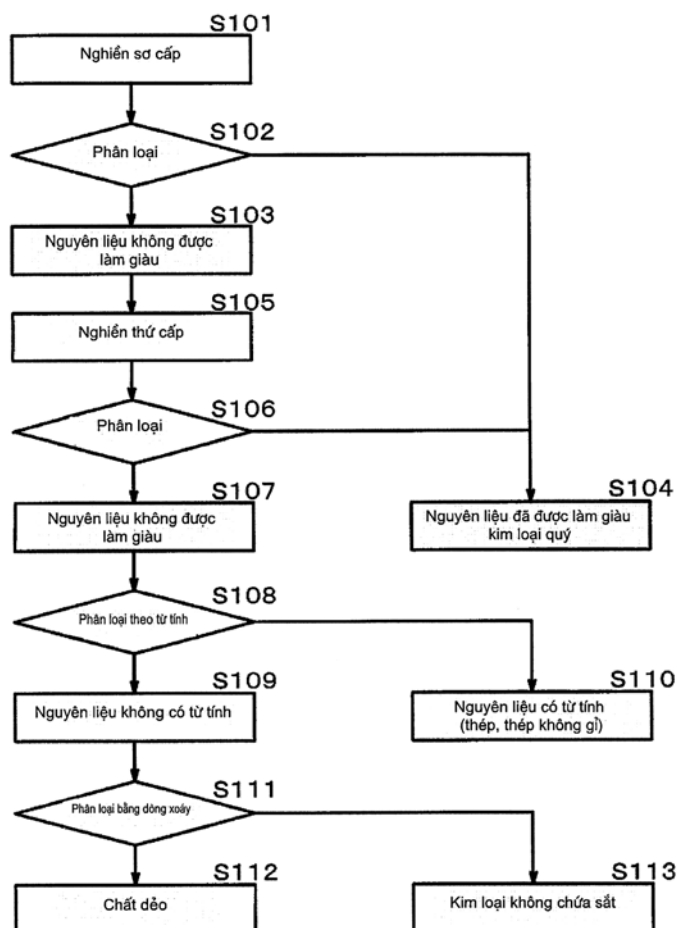 S101
Nghiền sơ cấp
S102
Phân loại
S103
Nguyên liệu không được
làm giàu
S105
Nghiền thứ cấp
S106
Phân loại
S107
Nguyên liệu không được
làm giàu
S104
Nguyên liệu đã được làm giàu
kim loại quý
S108
Phân loại theo từ tính
S109
Nguyên liệu không có từ tính
S110
Nguyên liệu có từ tính
(thép, thép không gỉ)
S111
Phân loại bằng dòng xoáy
S112
Chất dẻo
S113
Kim loại không chứa sắt